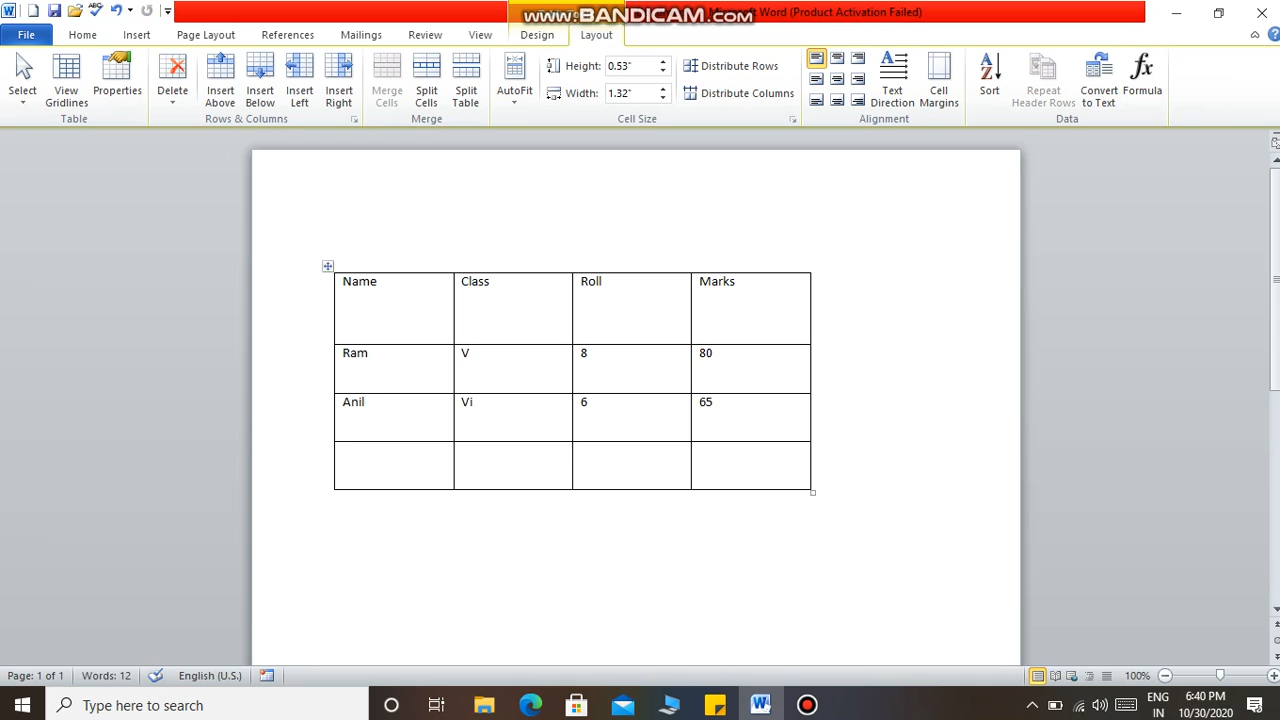 www.BANDICAM.com
Microsoft Word (Product Activation Failed)
File Home Insert Page Layout References Mailings Review View Design Layout
Select
View Gridlines
Properties
Table
Delete
Insert Above
Insert Below
Insert Left
Insert Right
Rows & Columns
Merge Cells
Split Cells
Split Table
Merge
AutoFit
Height: 0.53"
Width: 1.32"
Distribute Rows
Distribute Columns
Cell Size
Text Direction
Cell Margins
Alignment
Sort
Repeat Header Rows
Convert to Text
Formula
Data
Name Class Roll Marks
Ram V 8 80
Anil Vi 6 65
Page: 1 of 1 Words: 12 English (U.S.) 100%
Type here to search
ENG
IN
6:40 PM
10/30/2020